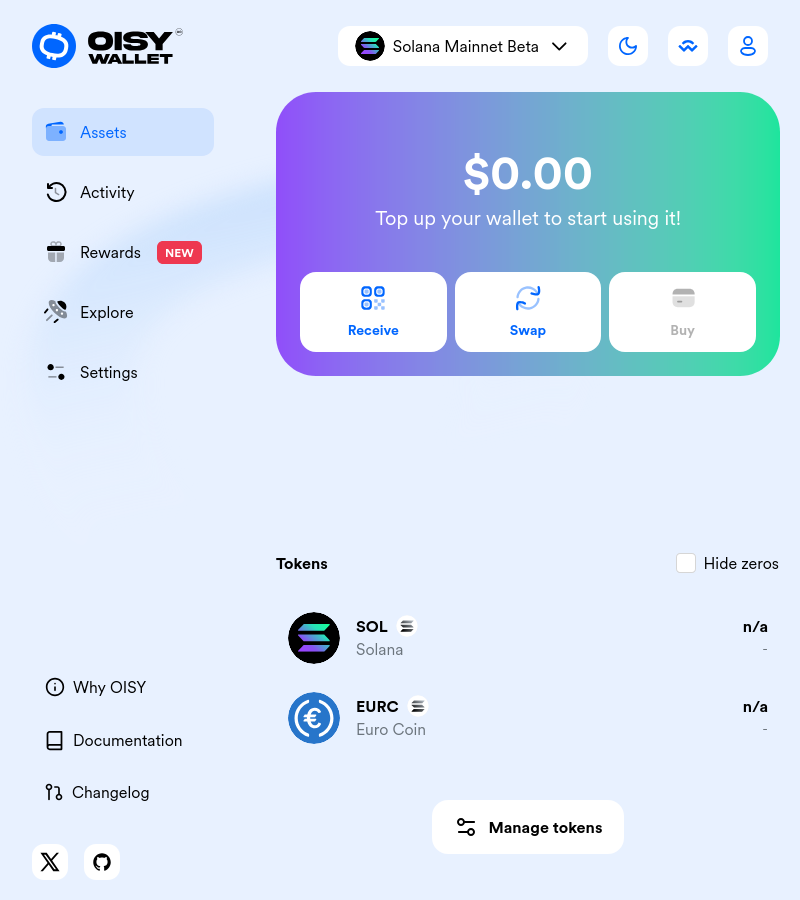 OISY
WALLET
Solana Mainnet Beta
Assets
Activity
Rewards NEW
Explore
Settings
$0.00
Top up your wallet to start using it!
Receive
Swap
Buy
Tokens
Hide zeros
SOL
n/a
Solana
-
EURC
n/a
Euro Coin
-
Why OISY
Documentation
Changelog
Manage tokens